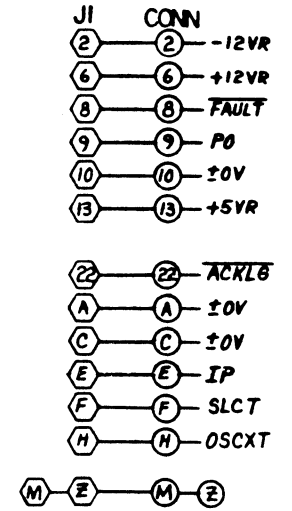 J1 CONN
2 2 -12VR
6 6 +12VR
8 8 FAULT
9 9 PO
10 10 ±0V
13 13 +5VR
22 22 ACKLG
A A ±0V
C C ±0V
E E IP
F F SLCT
H H OSCXT
M Z M Z